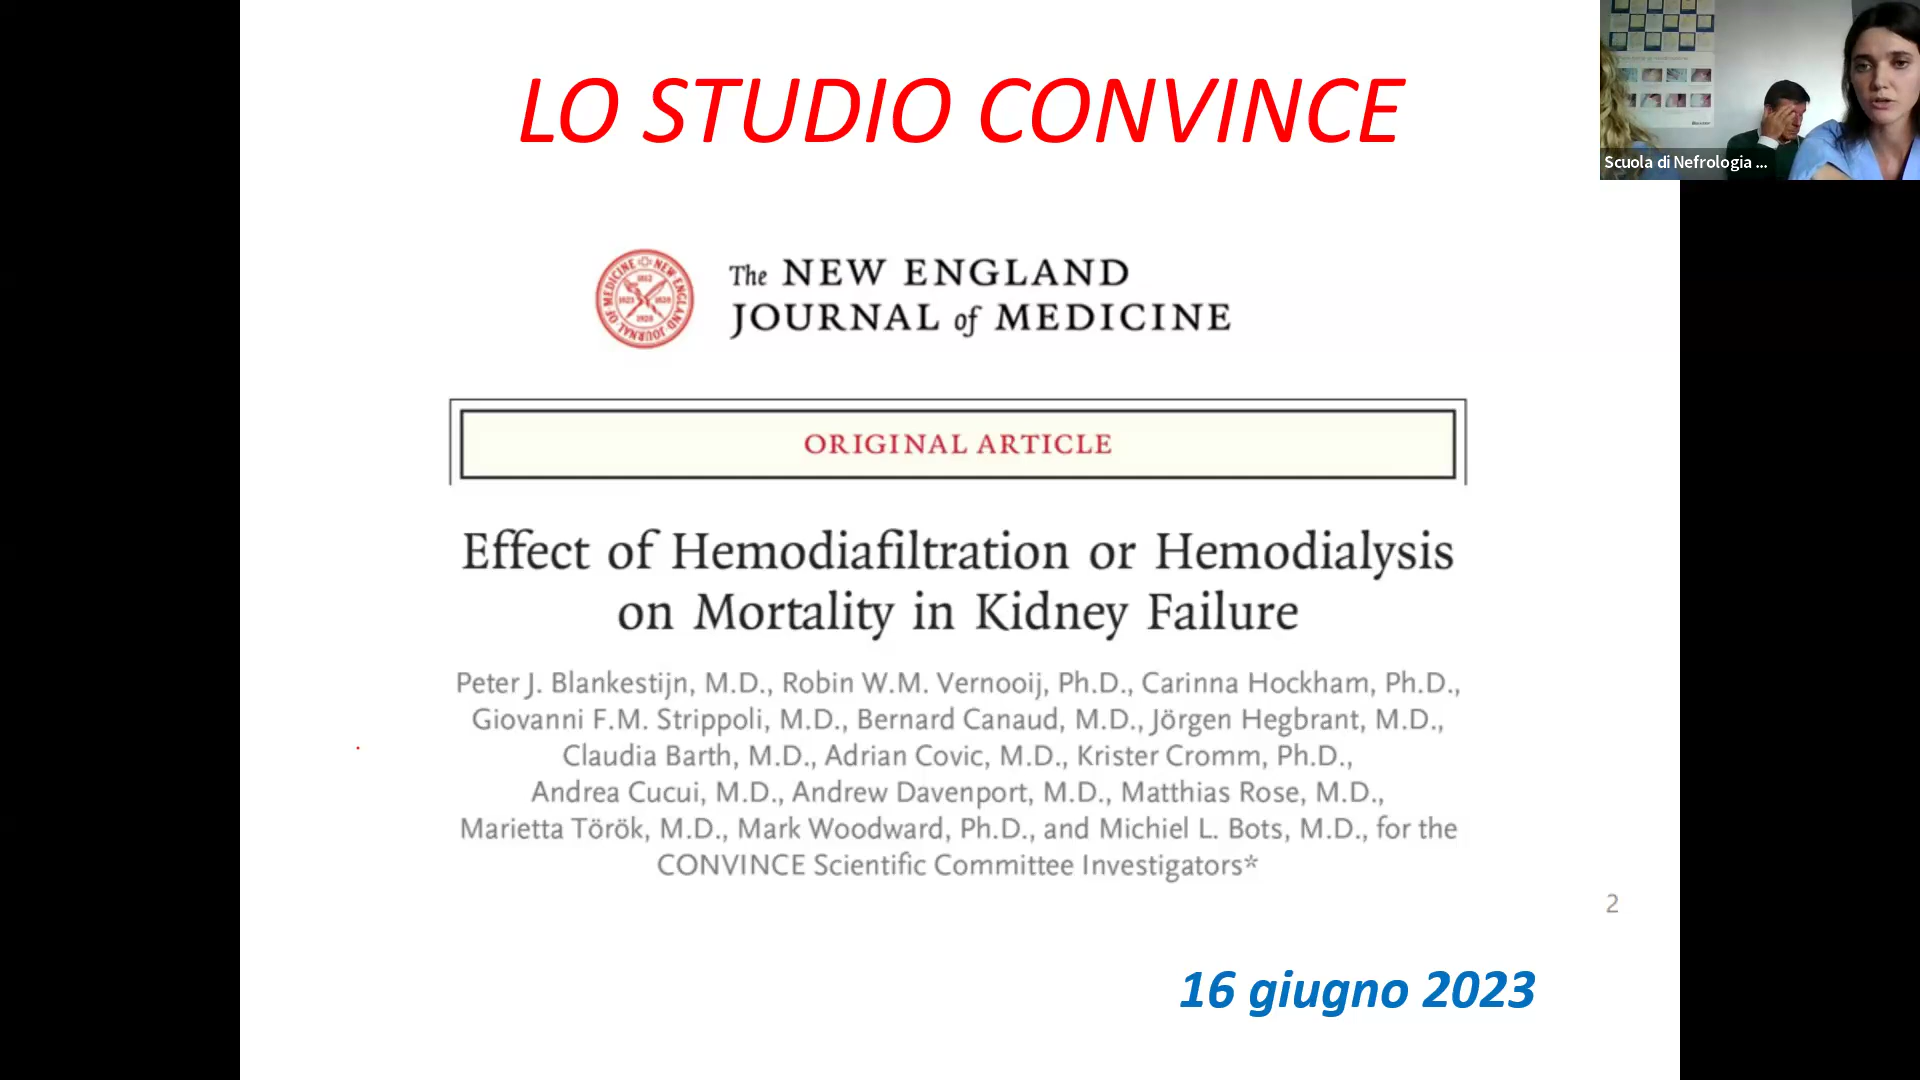 LO STUDIO CONVINCE
Scuola di Nefrologia ...
The NEW ENGLAND
JOURNAL of MEDICINE
ORIGINAL ARTICLE
Effect of Hemodiafiltration or Hemodialysis
on Mortality in Kidney Failure
Peter J. Blankestijn, M.D., Robin W.M. Vernooij, Ph.D., Carinna Hockham, Ph.D.,
Giovanni F.M. Strippoli, M.D., Bernard Canaud, M.D., Jörgen Hegbrant, M.D.,
Claudia Barth, M.D., Adrian Covic, M.D., Krister Cromm, Ph.D.,
Andrea Cucui, M.D., Andrew Davenport, M.D., Matthias Rose, M.D.,
Marietta Török, M.D., Mark Woodward, Ph.D., and Michiel L. Bots, M.D., for the
CONVINCE Scientific Committee Investigators*
2
16 giugno 2023